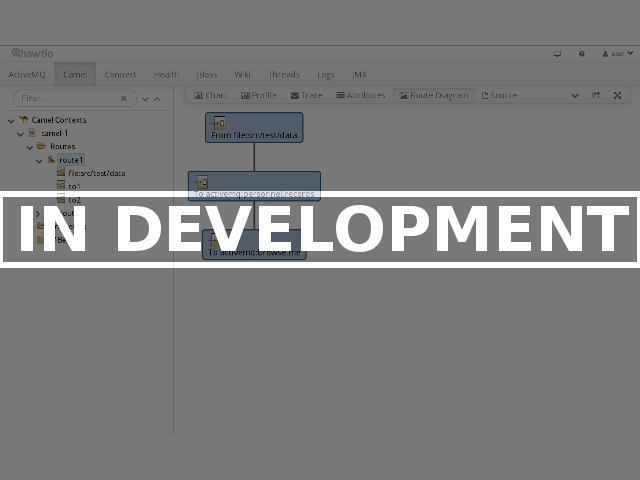 hawtio
user
ActiveMQ Camel Connect Health JBoss Wiki Threads Logs JMX
Filter...
Chart Profile Trace Attributes Route Diagram Source
Camel Contexts
camel-1
Routes
route1
file:src/test/data
to1
to2
From file:src/test/data
To activemq:personnel.records
IN DEVELOPMENT
To activemq:browse.me